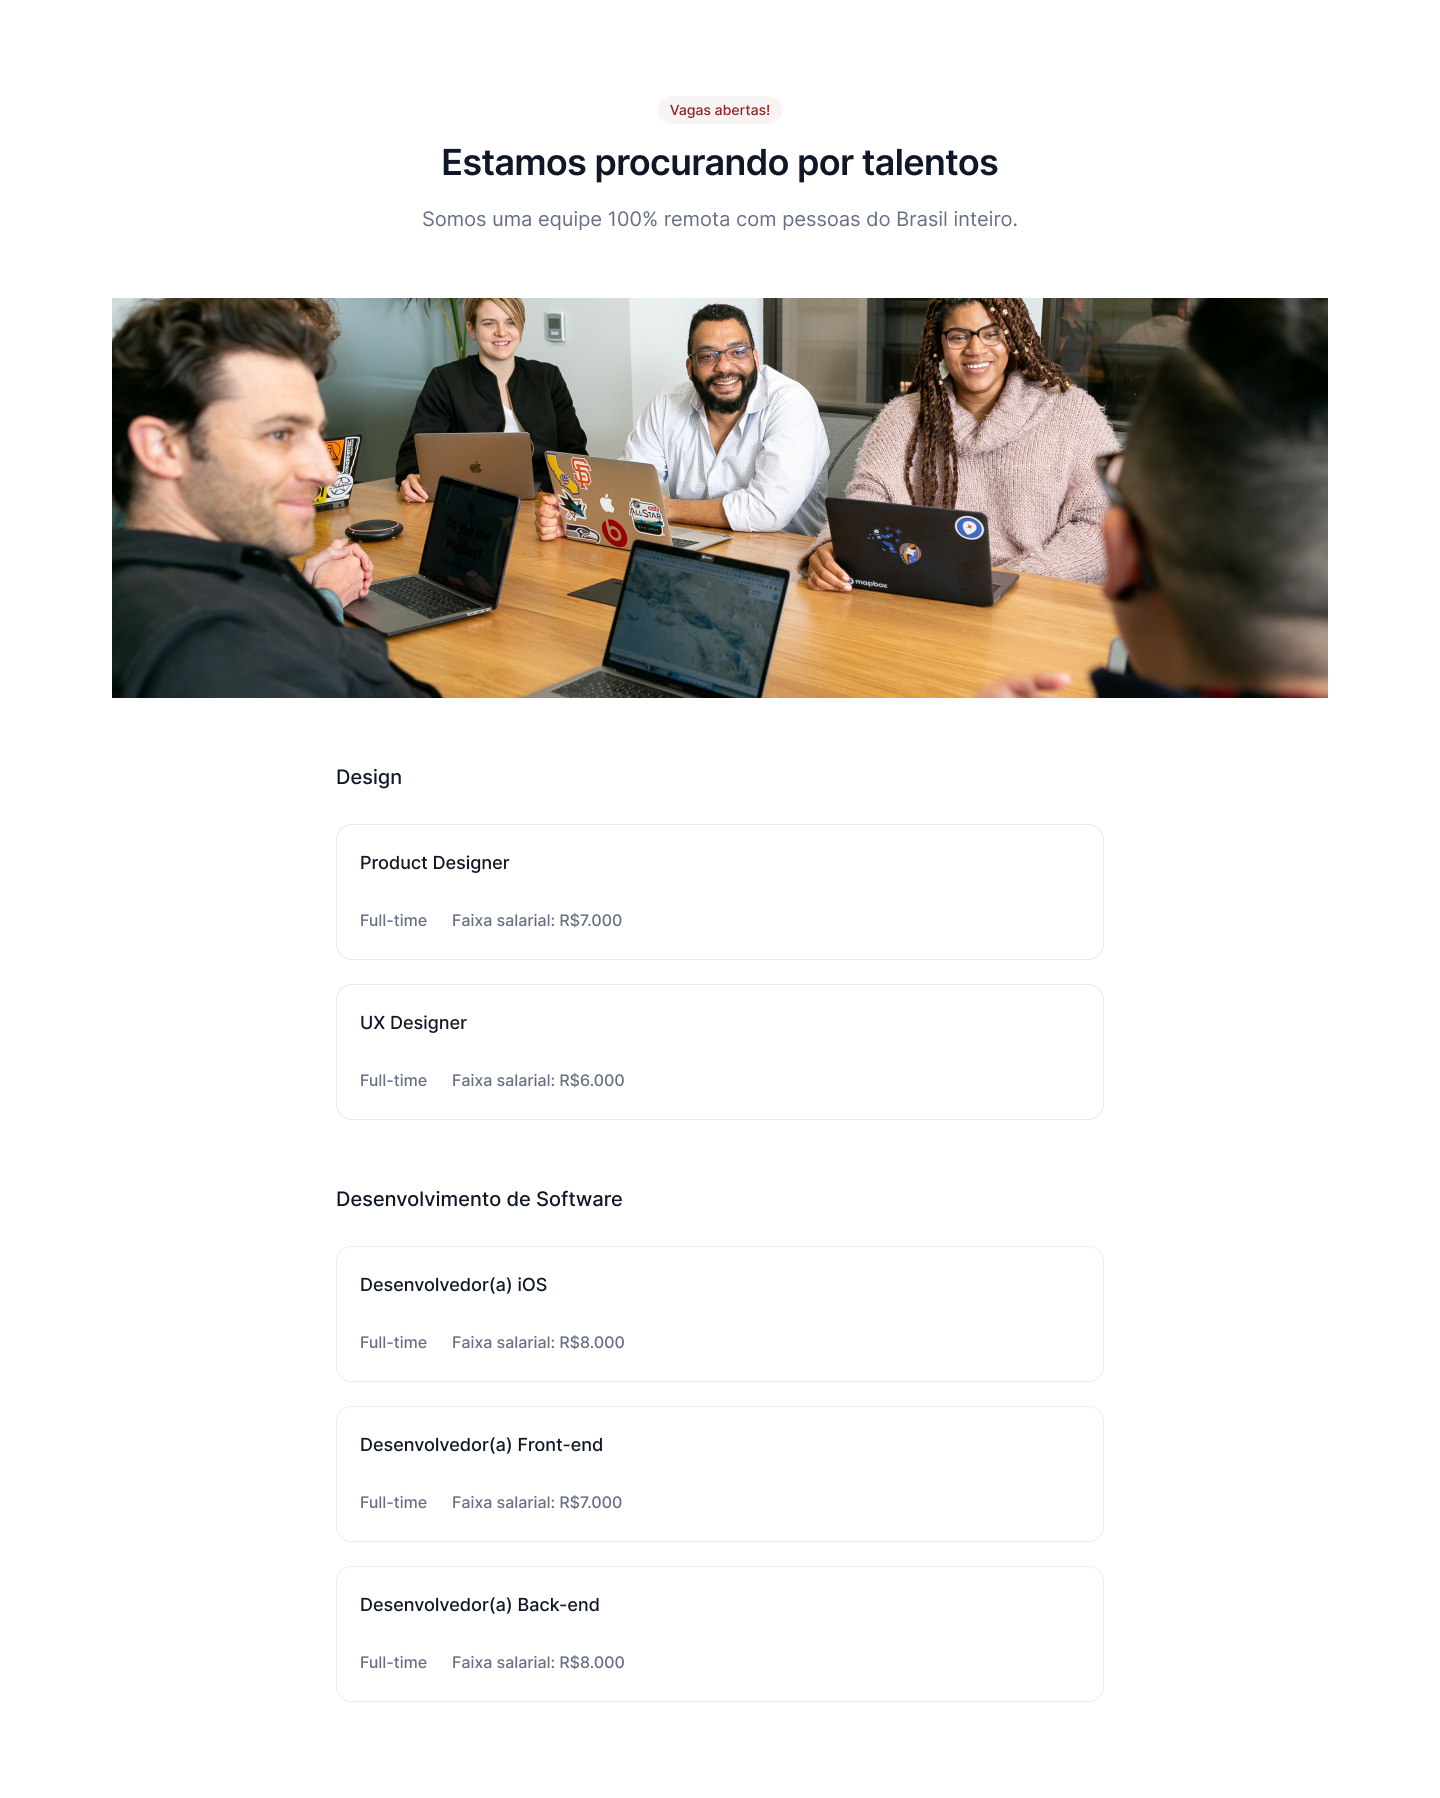 Vagas abertas!
Estamos procurando por talentos
Somos uma equipe 100% remota com pessoas do Brasil inteiro.
ALL STAR
mapbox
Design
Product Designer
Full-time Faixa salarial: R$7.000
UX Designer
Full-time Faixa salarial: R$6.000
Desenvolvimento de Software
Desenvolvedor(a) iOS
Full-time Faixa salarial: R$8.000
Desenvolvedor(a) Front-end
Full-time Faixa salarial: R$7.000
Desenvolvedor(a) Back-end
Full-time Faixa salarial: R$8.000